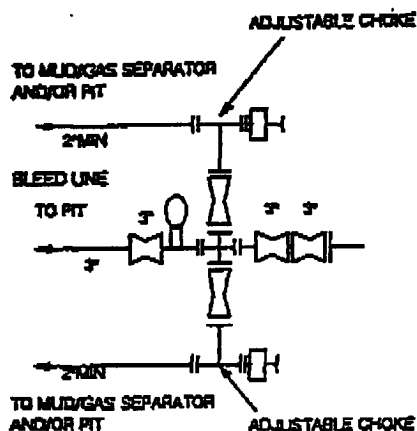 ADJUSTABLE CHOKE
TO MUD/GAS SEPARATOR
AND/OR PIT
2"MIN
BLEED LINE
TO PIT
3"
3" 3"
3"
2"MIN
TO MUD/GAS SEPARATOR
AND/OR PIT
ADJUSTABLE CHOKE